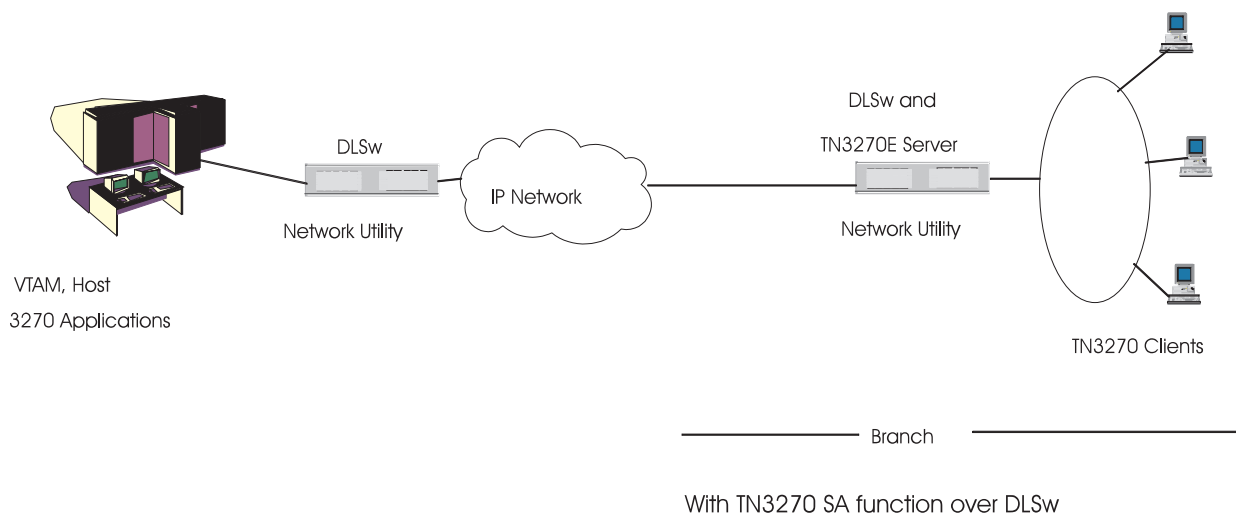 DLSw and
TN3270E Server
DLSw
IP Network
Network Utility
Network Utility
VTAM, Host
3270 Applications
TN3270 Clients
Branch
With TN3270 SA function over DLSw